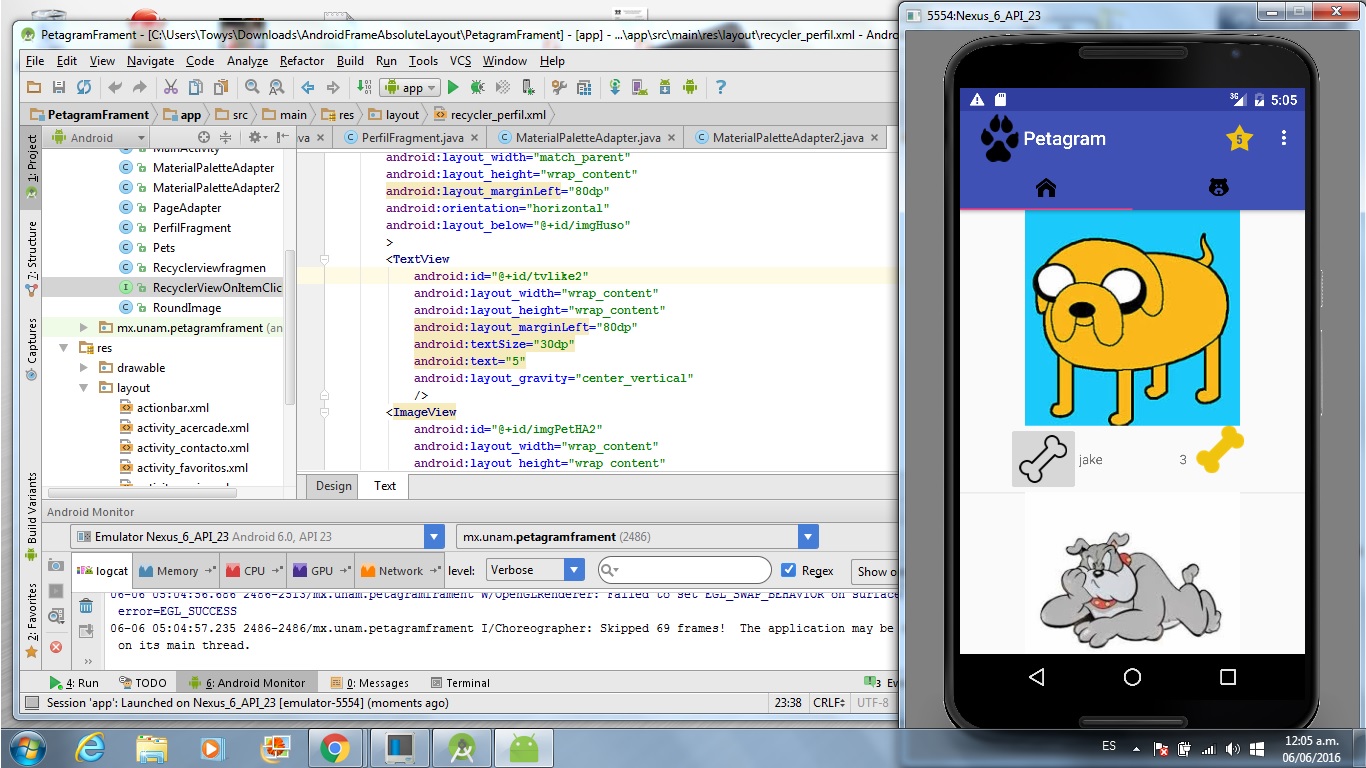 PetagramFrament - [C:\Users\Towys\Downloads\AndroidFrameAbsoluteLayout\PetagramFrament] - [app] - ...\app\src\main\res\layout\recycler_perfil.xml - Andro
File Edit View Navigate Code Analyze Refactor Build Run Tools VCS Window Help
app
PetagramFrament app src res layout recycler_perfil.xml
Android
PerfilFragment.java MaterialPaletteAdapter.java MaterialPaletteAdapter2.java
1: Project
7: Structure
Captures
Build Variants
2: Favorites
MainActivity
MaterialPaletteAdapter
MaterialPaletteAdapter2
PageAdapter
PerfilFragment
Pets
Recyclerviewfragmen
RecyclerViewOnItemClic
RoundImage
mx.unam.petagramframent (an
res
drawable
layout
actionbar.xml
activity_acercade.xml
activity_contacto.xml
activity_favoritos.xml
android:layout_width="match_parent"
android:layout_height="wrap_content"
android:layout_marginLeft="80dp"
android:orientation="horizontal"
android:layout_below="@+id/imgHuso"
>
<TextView
android:id="@+id/tvlike2"
android:layout_width="wrap_content"
android:layout_height="wrap_content"
android:layout_marginLeft="80dp"
android:textSize="30dp"
android:text="5"
android:layout_gravity="center_vertical"
/>
<ImageView
android:id="@+id/imgPetHA2"
android:layout_width="wrap_content"
android:layout_height="wrap_content"
Design Text
Android Monitor
Emulator Nexus_6_API_23 Android 6.0, API 23
mx.unam.petagramframent (2486)
logcat Memory CPU GPU Network level: Verbose Regex Show o
06-06 05:04:56.686 2486-2513/mx.unam.petagramframent W/OpenGLRenderer: Failed to set EGL_SWAP_BEHAVIOR on surface
error=EGL_SUCCESS
06-06 05:04:57.235 2486-2486/mx.unam.petagramframent I/Choreographer: Skipped 69 frames! The application may be
on its main thread.
4: Run TODO 6: Android Monitor 0: Messages Terminal 3 Ev
Session 'app': Launched on Nexus_6_API_23 [emulator-5554] (moments ago)
23:38 CRLF UTF-8
5554:Nexus_6_API_23
3G 5:05
Petagram
5
jake
3
ES
12:05 a.m.
06/06/2016